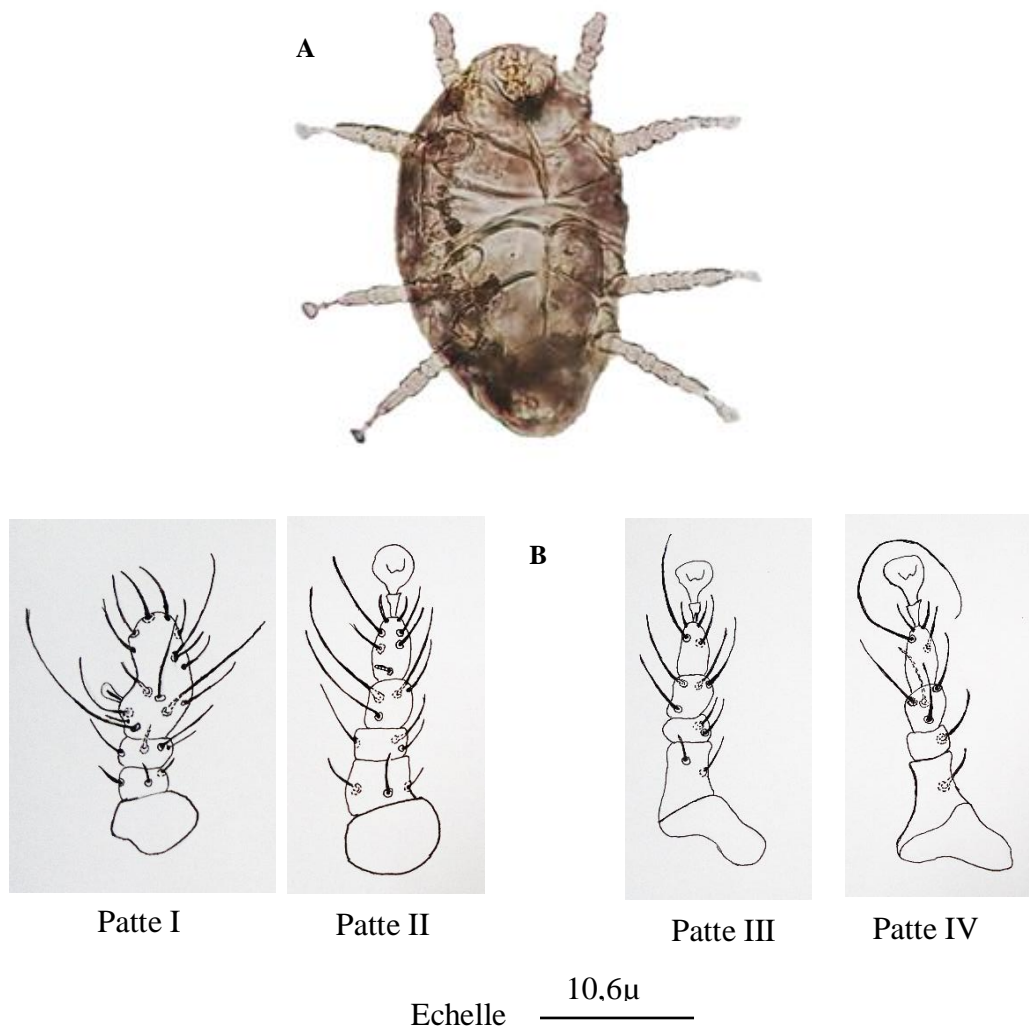 A
B
Patte I
Patte II
Patte III
Patte IV
10,6µ
Echelle